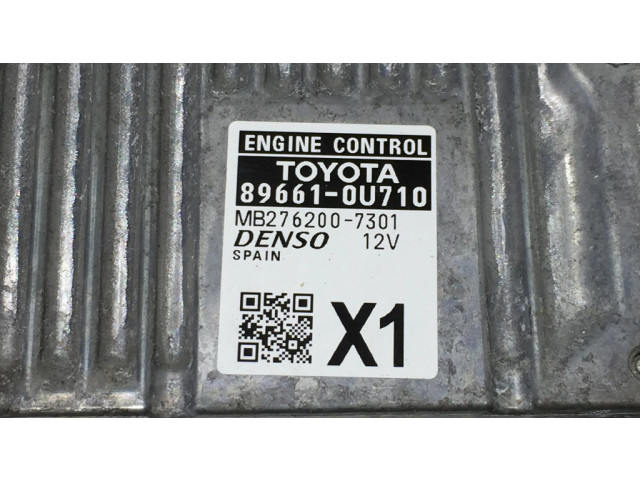 ENGINE CONTROL
TOYOTA
89661-0U710
MB276200-7301
DENSO 12V
SPAIN
X1